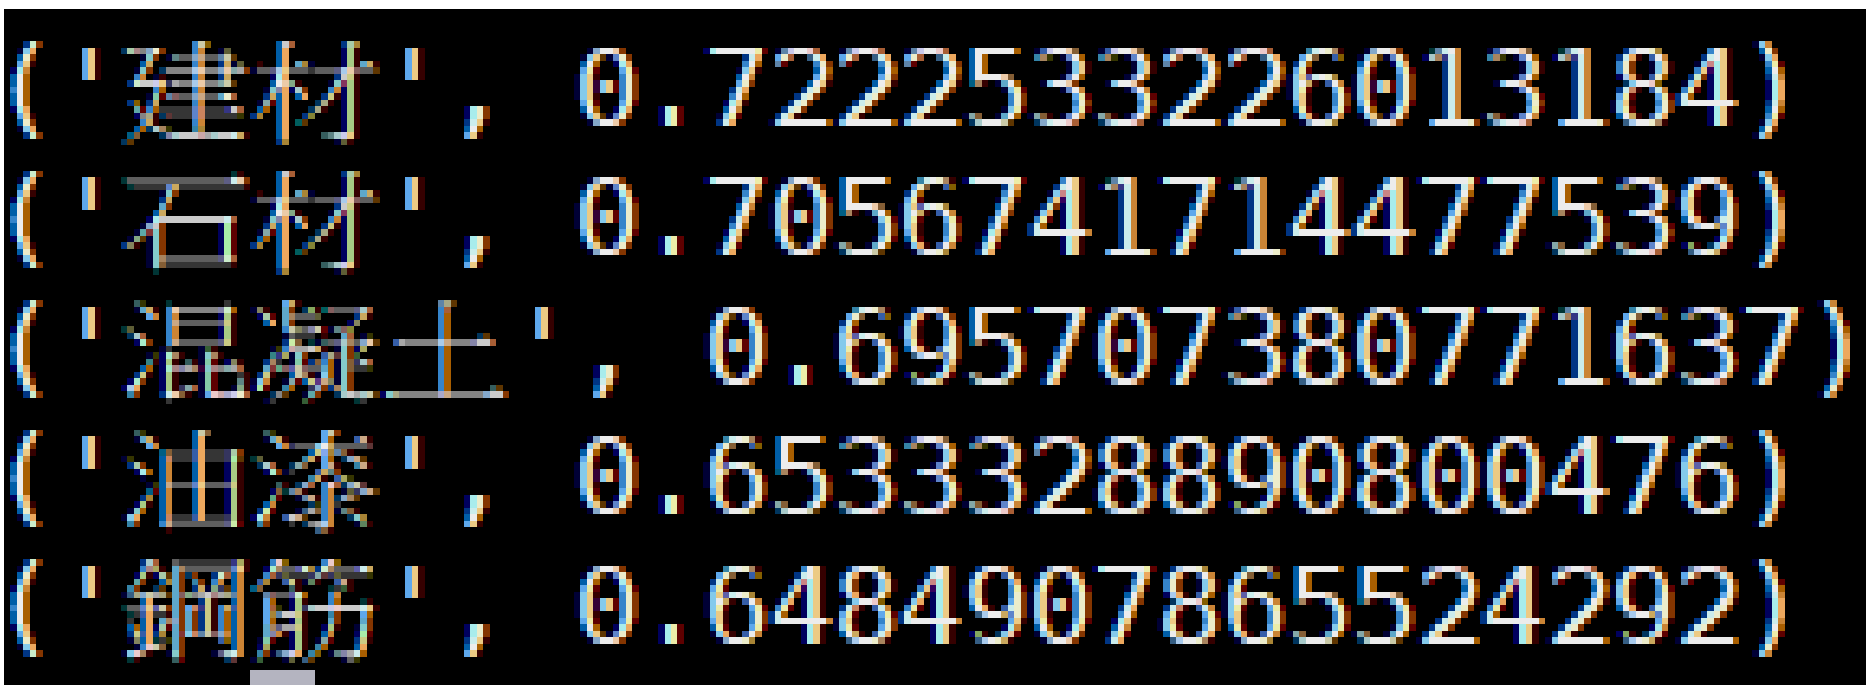 ('建材', 0.7222533226013184)
('石材', 0.7056741714477539)
('混凝土', 0.695707380771637)
('油漆', 0.6533328890800476)
('鋼筋', 0.6484907865524292)